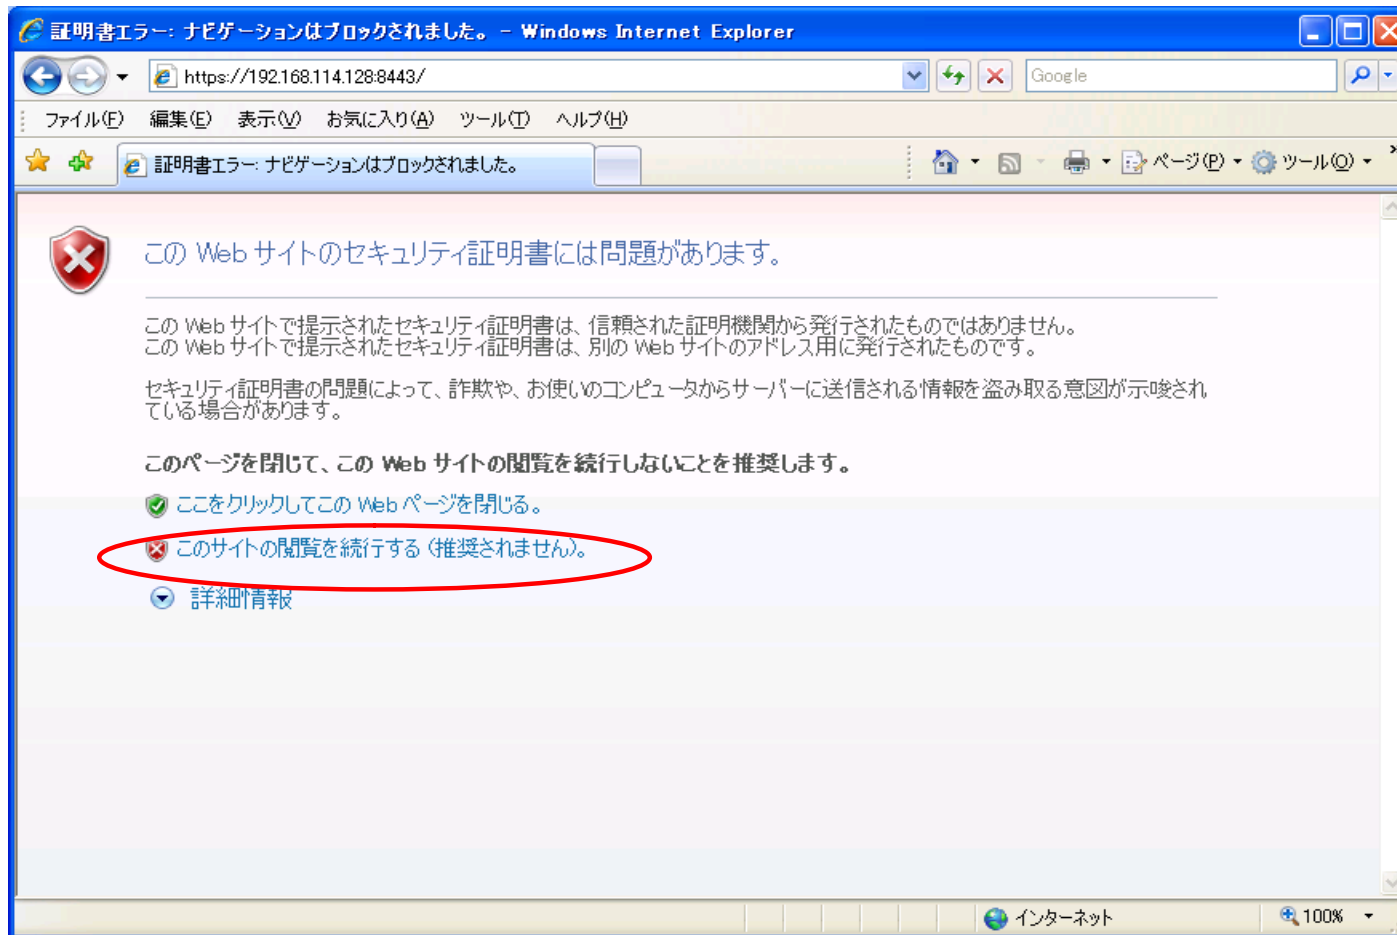 証明書エラー: ナビゲーションはブロックされました。 - Windows Internet Explorer
https://192.168.114.128:8443/
Google
ファイル(F) 編集(E) 表示(V) お気に入り(A) ツール(T) ヘルプ(H)
証明書エラー: ナビゲーションはブロックされました。
ページ(P) ツール(O)
この Web サイトのセキュリティ証明書には問題があります。
この Web サイトで提示されたセキュリティ証明書は、信頼された証明機関から発行されたものではありません。
この Web サイトで提示されたセキュリティ証明書は、別の Web サイトのアドレス用に発行されたものです。
セキュリティ証明書の問題によって、詐欺や、お使いのコンピュータからサーバーに送信される情報を盗み取る意図が示唆され
ている場合があります。
このページを閉じて、この Web サイトの閲覧を続行しないことを推奨します。
ここをクリックしてこの Web ページを閉じる。
このサイトの閲覧を続行する (推奨されません)。
詳細情報
インターネット 100%